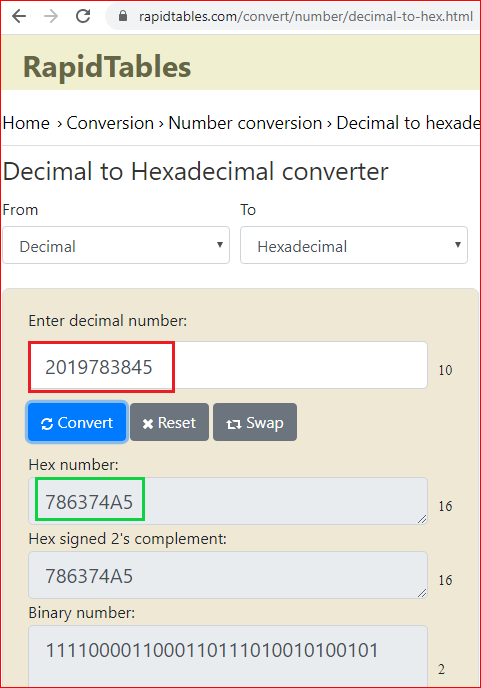 rapidtables.com/convert/number/decimal-to-hex.html
RapidTables
Home › Conversion › Number conversion › Decimal to hexade
Decimal to Hexadecimal converter
From To
Decimal Hexadecimal
Enter decimal number:
2019783845 10
Convert Reset Swap
Hex number:
786374A5 16
Hex signed 2's complement:
786374A5 16
Binary number:
1111000011000110111010010100101 2